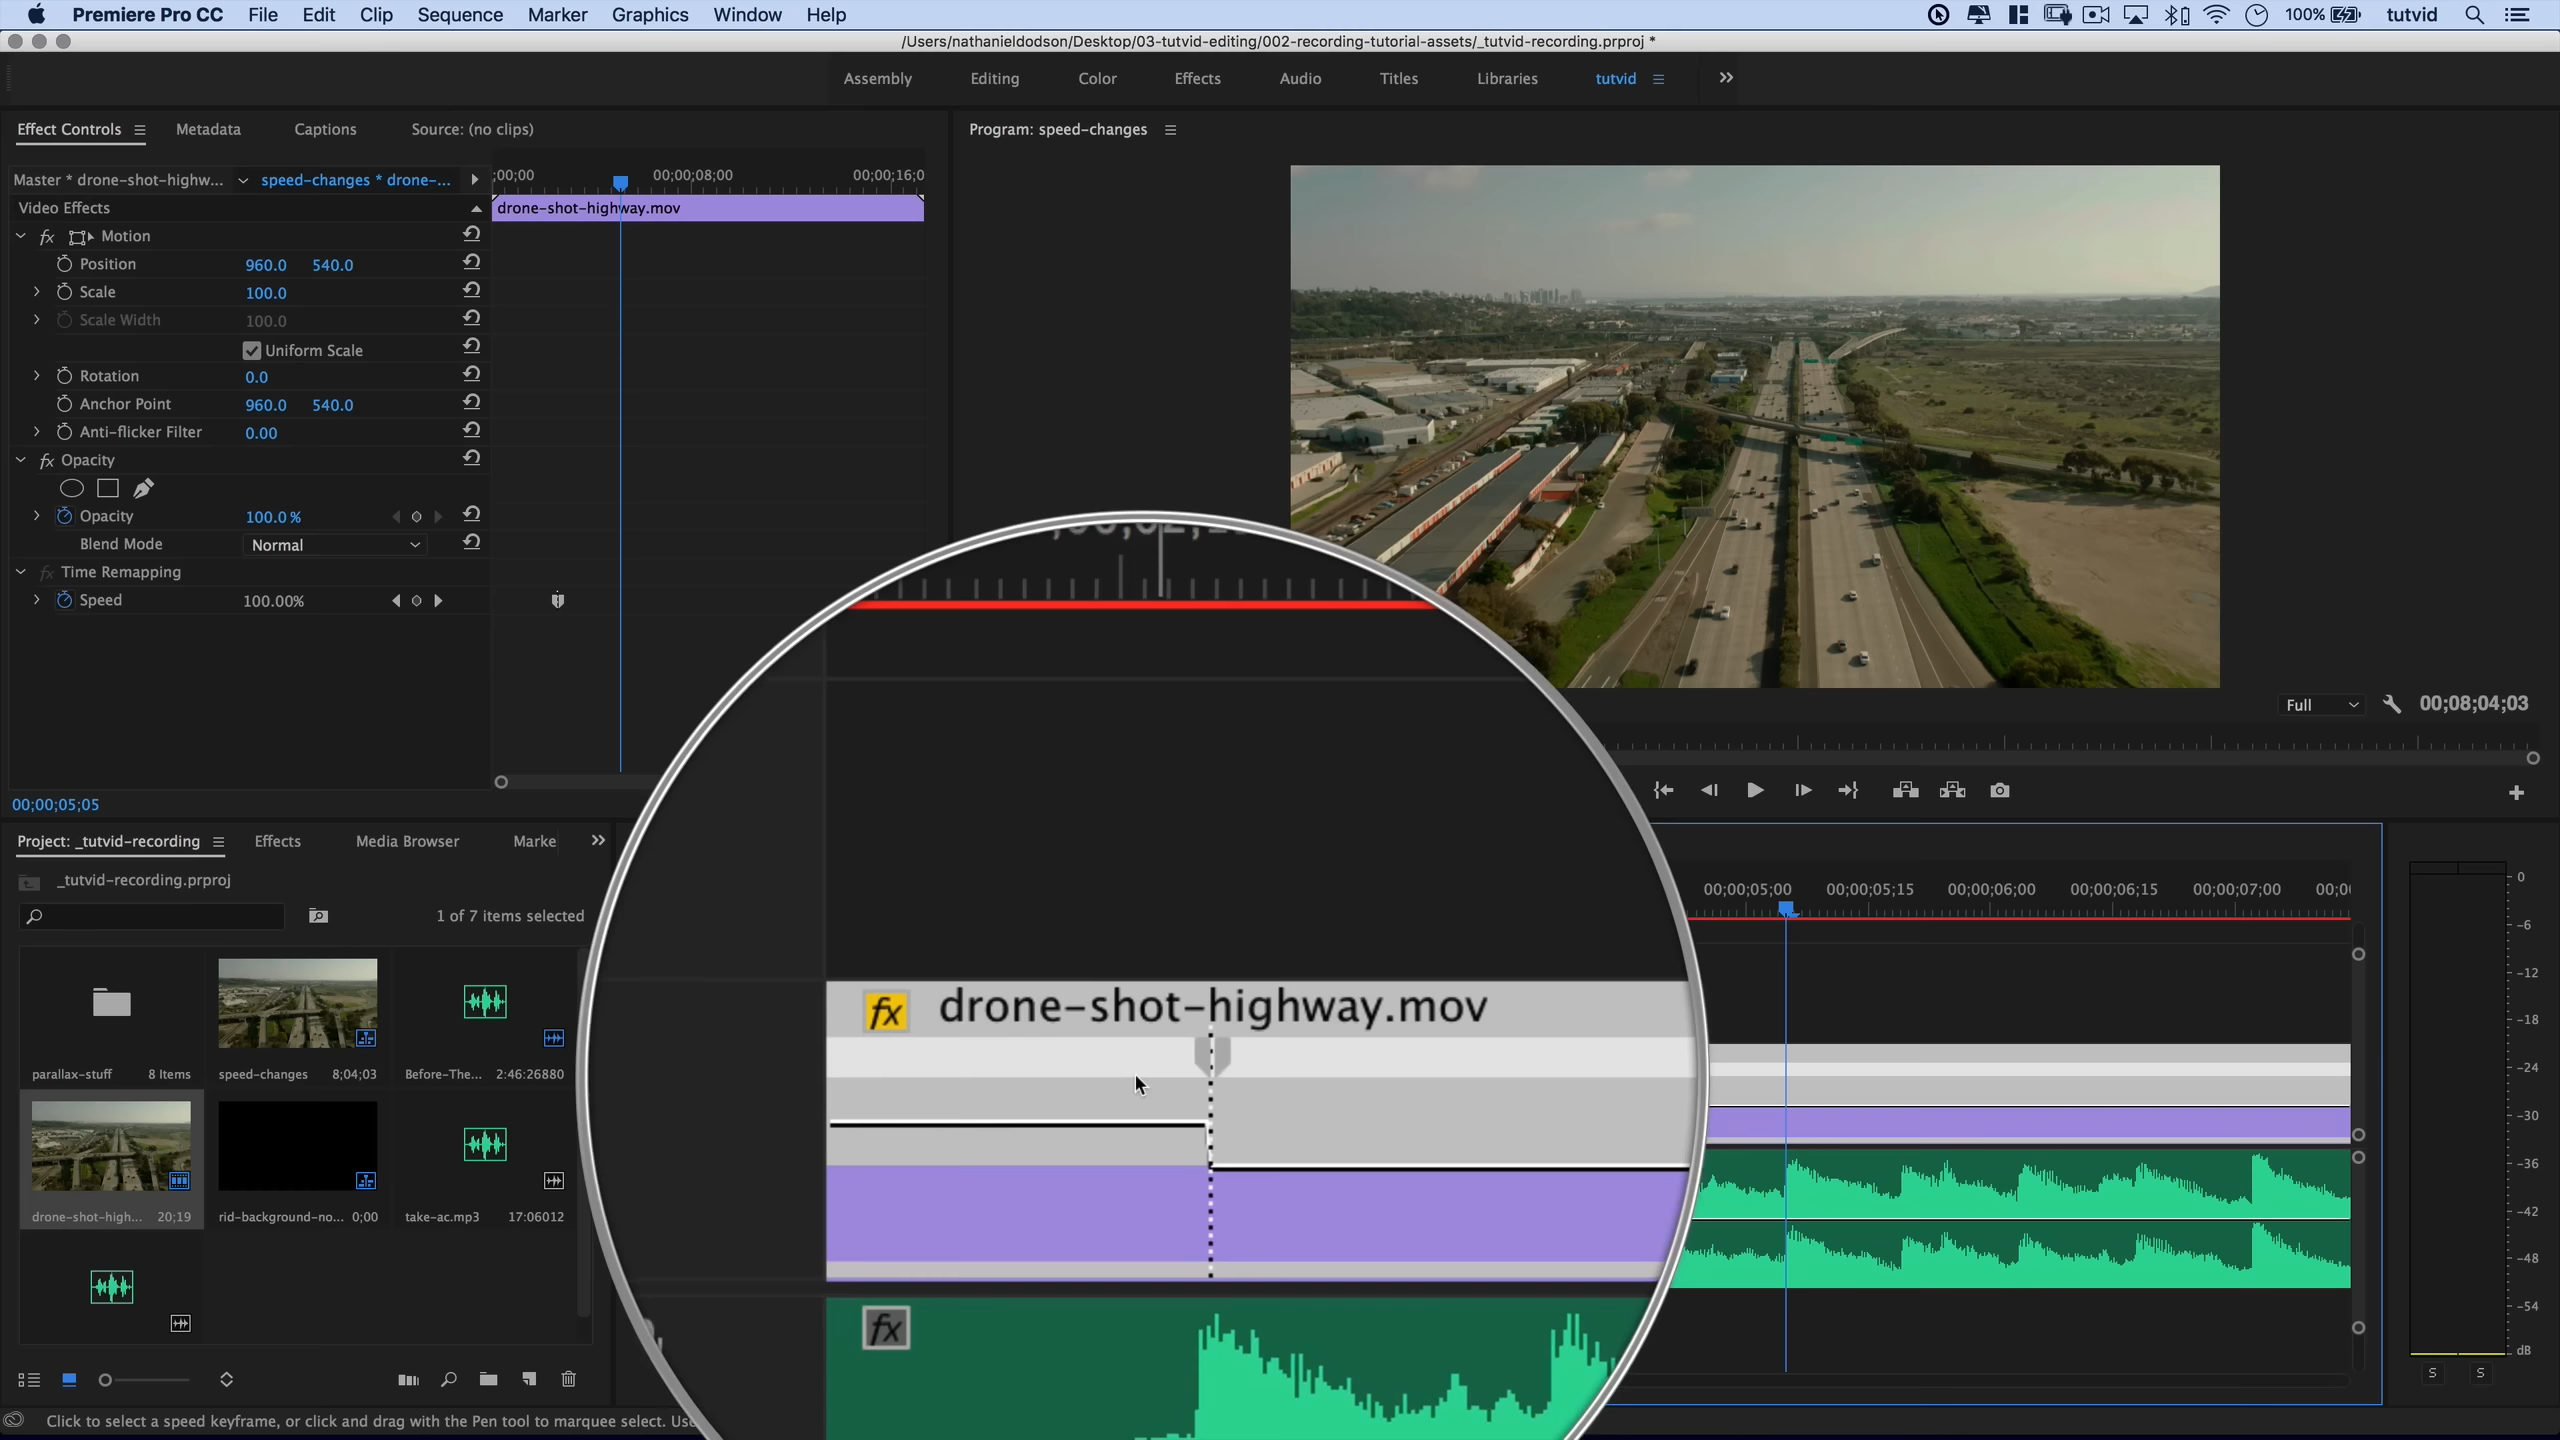 Premiere Pro CC File Edit Clip Sequence Marker Graphics Window Help 100% tutvid
/Users/nathanieldodson/Desktop/03-tutvid-editing/002-recording-tutorial-assets/_tutvid-recording.prproj *
Assembly Editing Color Effects Audio Titles Libraries tutvid
Effect Controls Metadata Captions Source: (no clips)
Program: speed-changes
Master * drone-shot-highw... speed-changes * drone-...
;00;00 00;00;08;00 00;00;16;0
Video Effects
drone-shot-highway.mov
fx Motion
Position 960.0 540.0
Scale 100.0
Scale Width 100.0
Uniform Scale
Rotation 0.0
Anchor Point 960.0 540.0
Anti-flicker Filter 0.00
fx Opacity
Opacity 100.0 %
Blend Mode Normal
fx Time Remapping
Speed 100.00%
Full 00;08;04;03
00;00;05;05
Project: _tutvid-recording Effects Media Browser Marke
_tutvid-recording.prproj
1 of 7 items selected
parallax-stuff 8 Items
speed-changes 8;04;03
Before-The... 2:46:26880
drone-shot-high... 20;19
rid-background-no... 0;00
take-ac.mp3 17:06012
fx drone-shot-highway.mov
fx
00;00;05;00 00;00;05;15 00;00;06;00 00;00;06;15 00;00;07;00 00;0
0
-6
-12
-18
-24
-30
-36
-42
-48
-54
dB
S S
Click to select a speed keyframe, or click and drag with the Pen tool to marquee select.